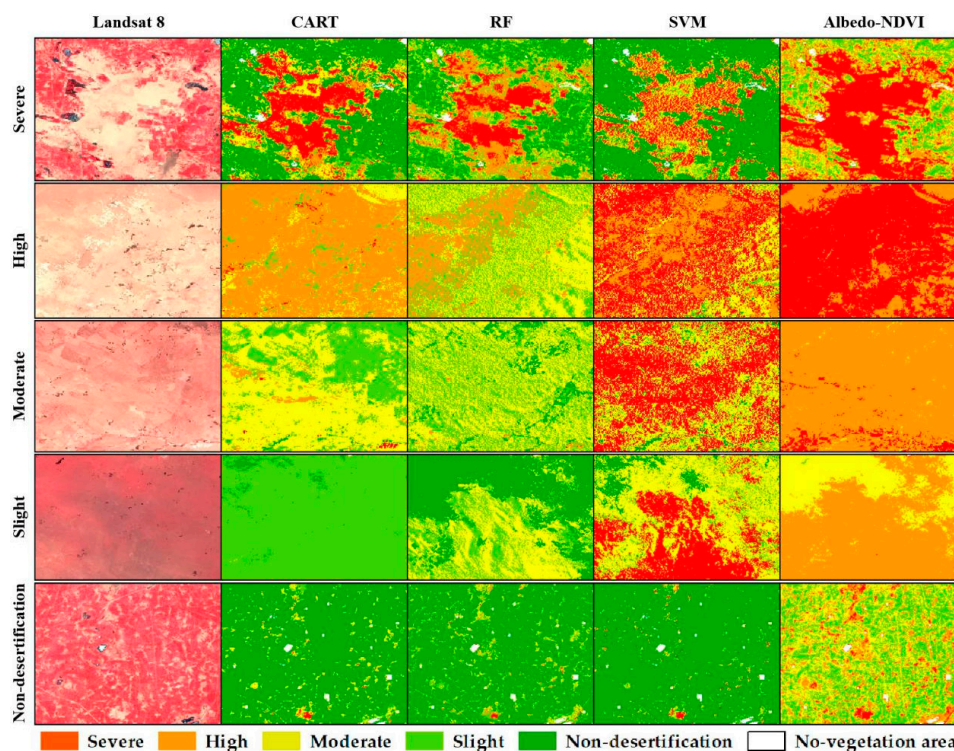 Landsat 8 CART RF SVM Albedo-NDVI
Severe
High
Moderate
Slight
Non-desertification
Severe High Moderate Slight Non-desertification No-vegetation area